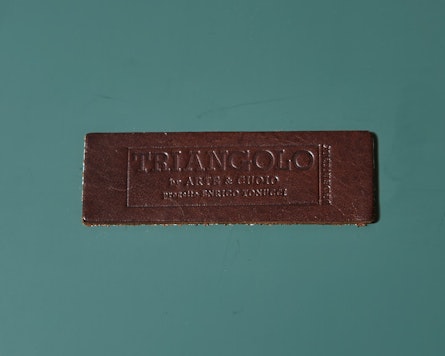 TRIANGOLO
by ARTE & CUOIO
progetto ENRICO TONUCCI